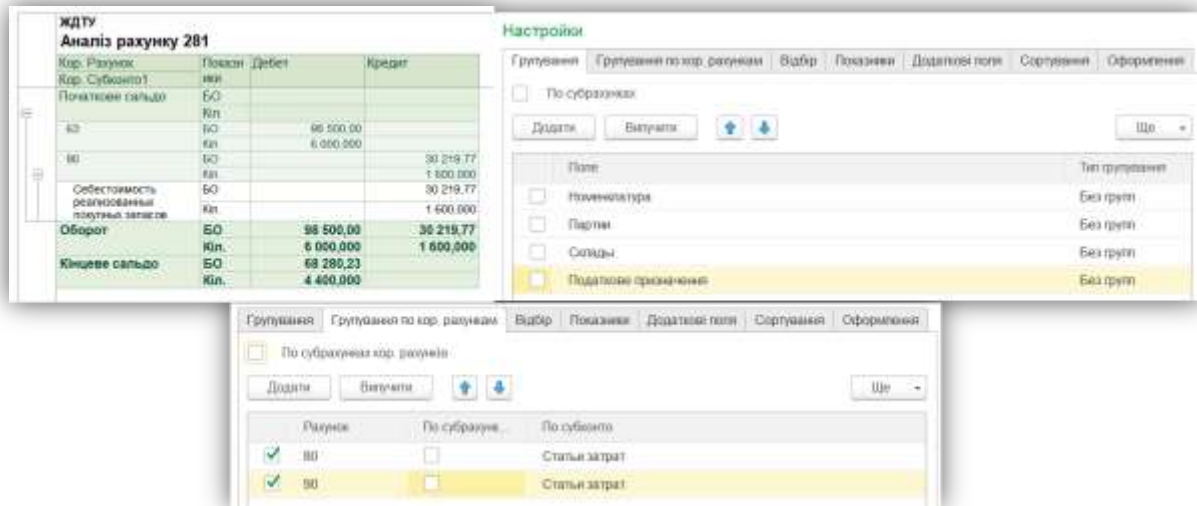 ЖДТУ
Аналіз рахунку 281
Кор. Рахунок Показн ики Дебет Кредит
Кор. Субконто1
Початкове сальдо БО
Кіл.
63 БО 98 500,00
Кіл. 6 000,000
90 БО 30 219,77
Кіл. 1 600,000
Себестоимость реализованных покупных запасов БО 30 219,77
Кіл. 1 600,000
Оборот БО 98 500,00 30 219,77
Кіл. 6 000,000 1 600,000
Кінцеве сальдо БО 68 280,23
Кіл. 4 400,000
Настройки
Групування Групування по кор. рахункам Відбір Показники Додаткові поля Сортування Оформлення
По субрахунках
Додати Вилучити Ще
Поле Тип групування
Номенклатура Без групп
Партии Без групп
Склады Без групп
Податкове призначення Без групп
Групування Групування по кор. рахункам Відбір Показники Додаткові поля Сортування Оформлення
По субрахунках кор. рахунків
Додати Вилучити Ще
Рахунок По субрахунк... По субконто
80 Статьи затрат
90 Статьи затрат